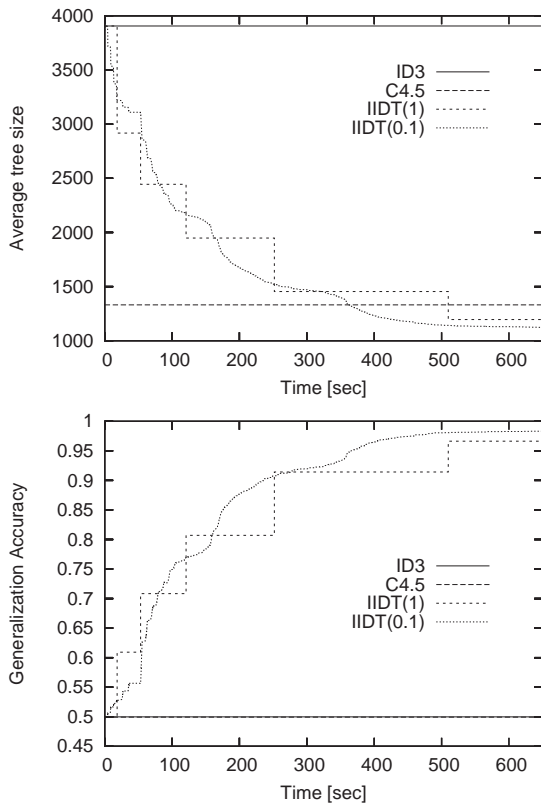 4000
3500
3000
2500
2000
1500
1000
Average tree size
ID3
C4.5
IIDT(1)
IIDT(0.1)
0 100 200 300 400 500 600
Time [sec]
1
0.95
0.9
0.85
0.8
0.75
0.7
0.65
0.6
0.55
0.5
0.45
Generalization Accuracy
ID3
C4.5
IIDT(1)
IIDT(0.1)
0 100 200 300 400 500 600
Time [sec]